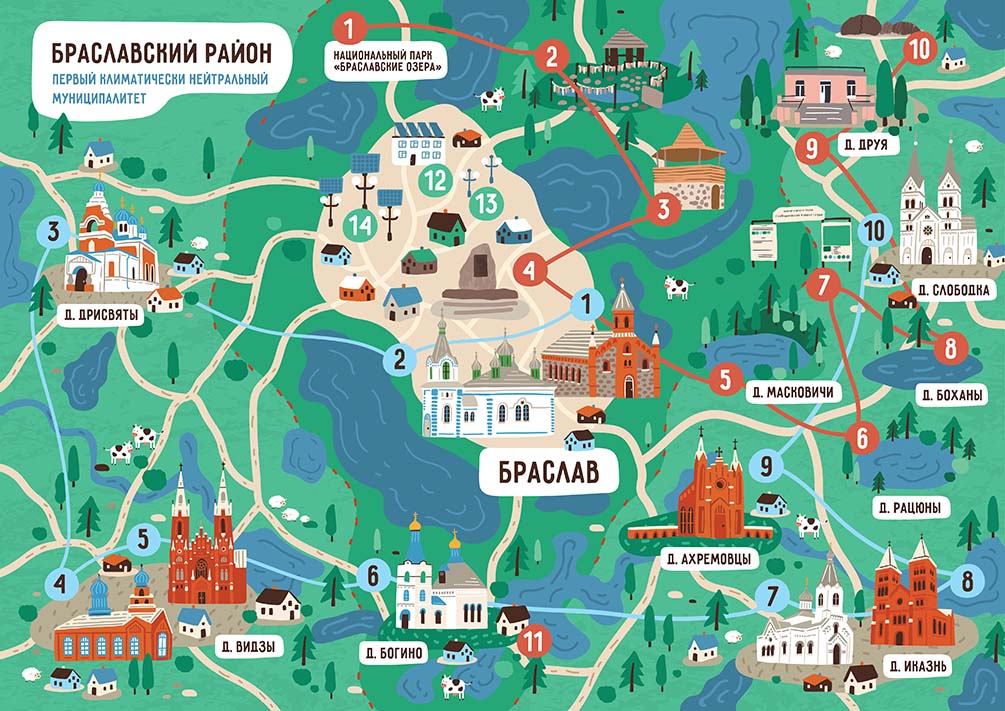 БРАСЛАВСКИЙ РАЙОН
ПЕРВЫЙ КЛИМАТИЧЕСКИ НЕЙТРАЛЬНЫЙ
МУНИЦИПАЛИТЕТ
1
НАЦИОНАЛЬНЫЙ ПАРК
«БРАСЛАВСКИЕ ОЗЕРА»
2
10
9
Д. ДРУЯ
12
13
14
3
3
10
4
Д. СЛОБОДКА
7
Д. ДРИСВЯТЫ
1
2
8
5
Д. МАСКОВИЧИ
Д. БОХАНЫ
6
БРАСЛАВ
9
Д. РАЦЮНЫ
5
Д. АХРЕМОВЦЫ
4
6
7
8
Д. ВИДЗЫ
Д. БОГИНО
11
Д. ИКАЗНЬ